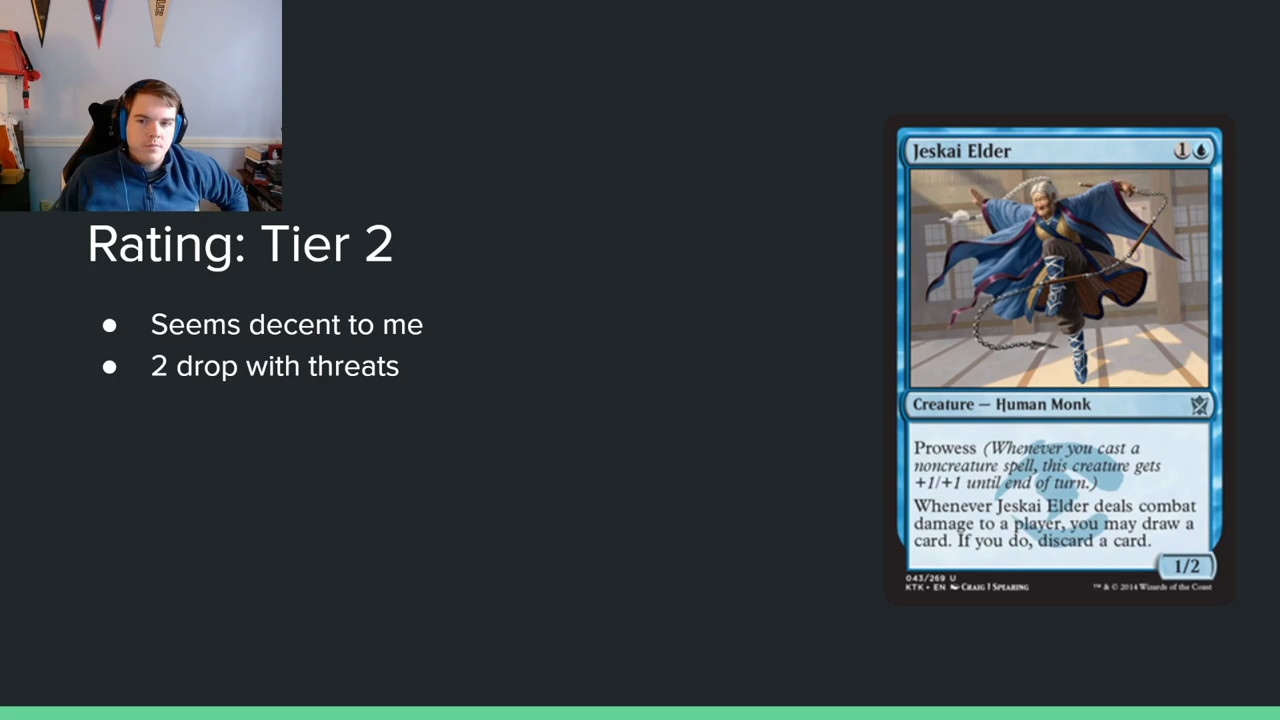 Rating: Tier 2
● Seems decent to me
● 2 drop with threats
Jeskai Elder
1
Creature — Human Monk
Prowess (Whenever you cast a
noncreature spell, this creature gets
+1/+1 until end of turn.)
Whenever Jeskai Elder deals combat
damage to a player, you may draw a
card. If you do, discard a card.
1/2
043/269 U
KTK • EN CRAIG J SPEARING
™ & © 2014 Wizards of the Coast